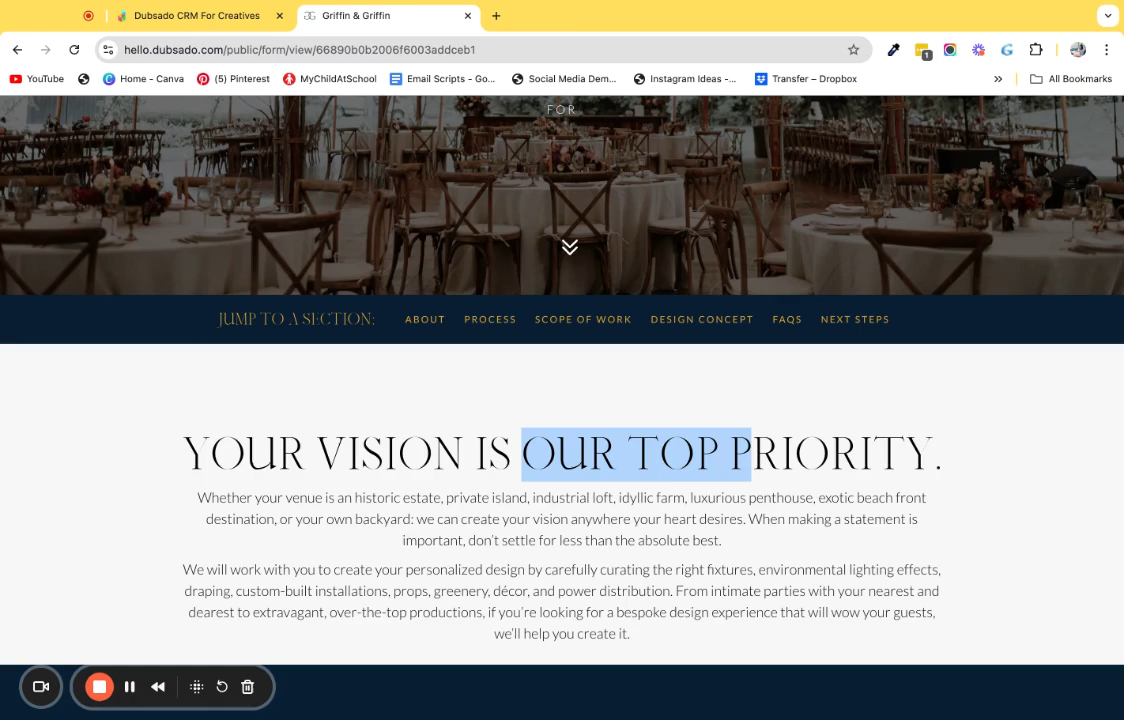 Dubsado CRM For Creatives
Griffin & Griffin
hello.dubsado.com/public/form/view/66890b0b2006f6003addceb1
1
YouTube
Home - Canva
(5) Pinterest
MyChildAtSchool
Email Scripts - Go...
Social Media Dem...
Instagram Ideas -...
Transfer – Dropbox
All Bookmarks
FOR
JUMP TO A SECTION: ABOUT PROCESS SCOPE OF WORK DESIGN CONCEPT FAQS NEXT STEPS
YOUR VISION IS OUR TOP PRIORITY.
Whether your venue is an historic estate, private island, industrial loft, idyllic farm, luxurious penthouse, exotic beach front
destination, or your own backyard: we can create your vision anywhere your heart desires. When making a statement is
important, don't settle for less than the absolute best.
We will work with you to create your personalized design by carefully curating the right fixtures, environmental lighting effects,
draping, custom-built installations, props, greenery, décor, and power distribution. From intimate parties with your nearest and
dearest to extravagant, over-the-top productions, if you're looking for a bespoke design experience that will wow your guests,
we'll help you create it.